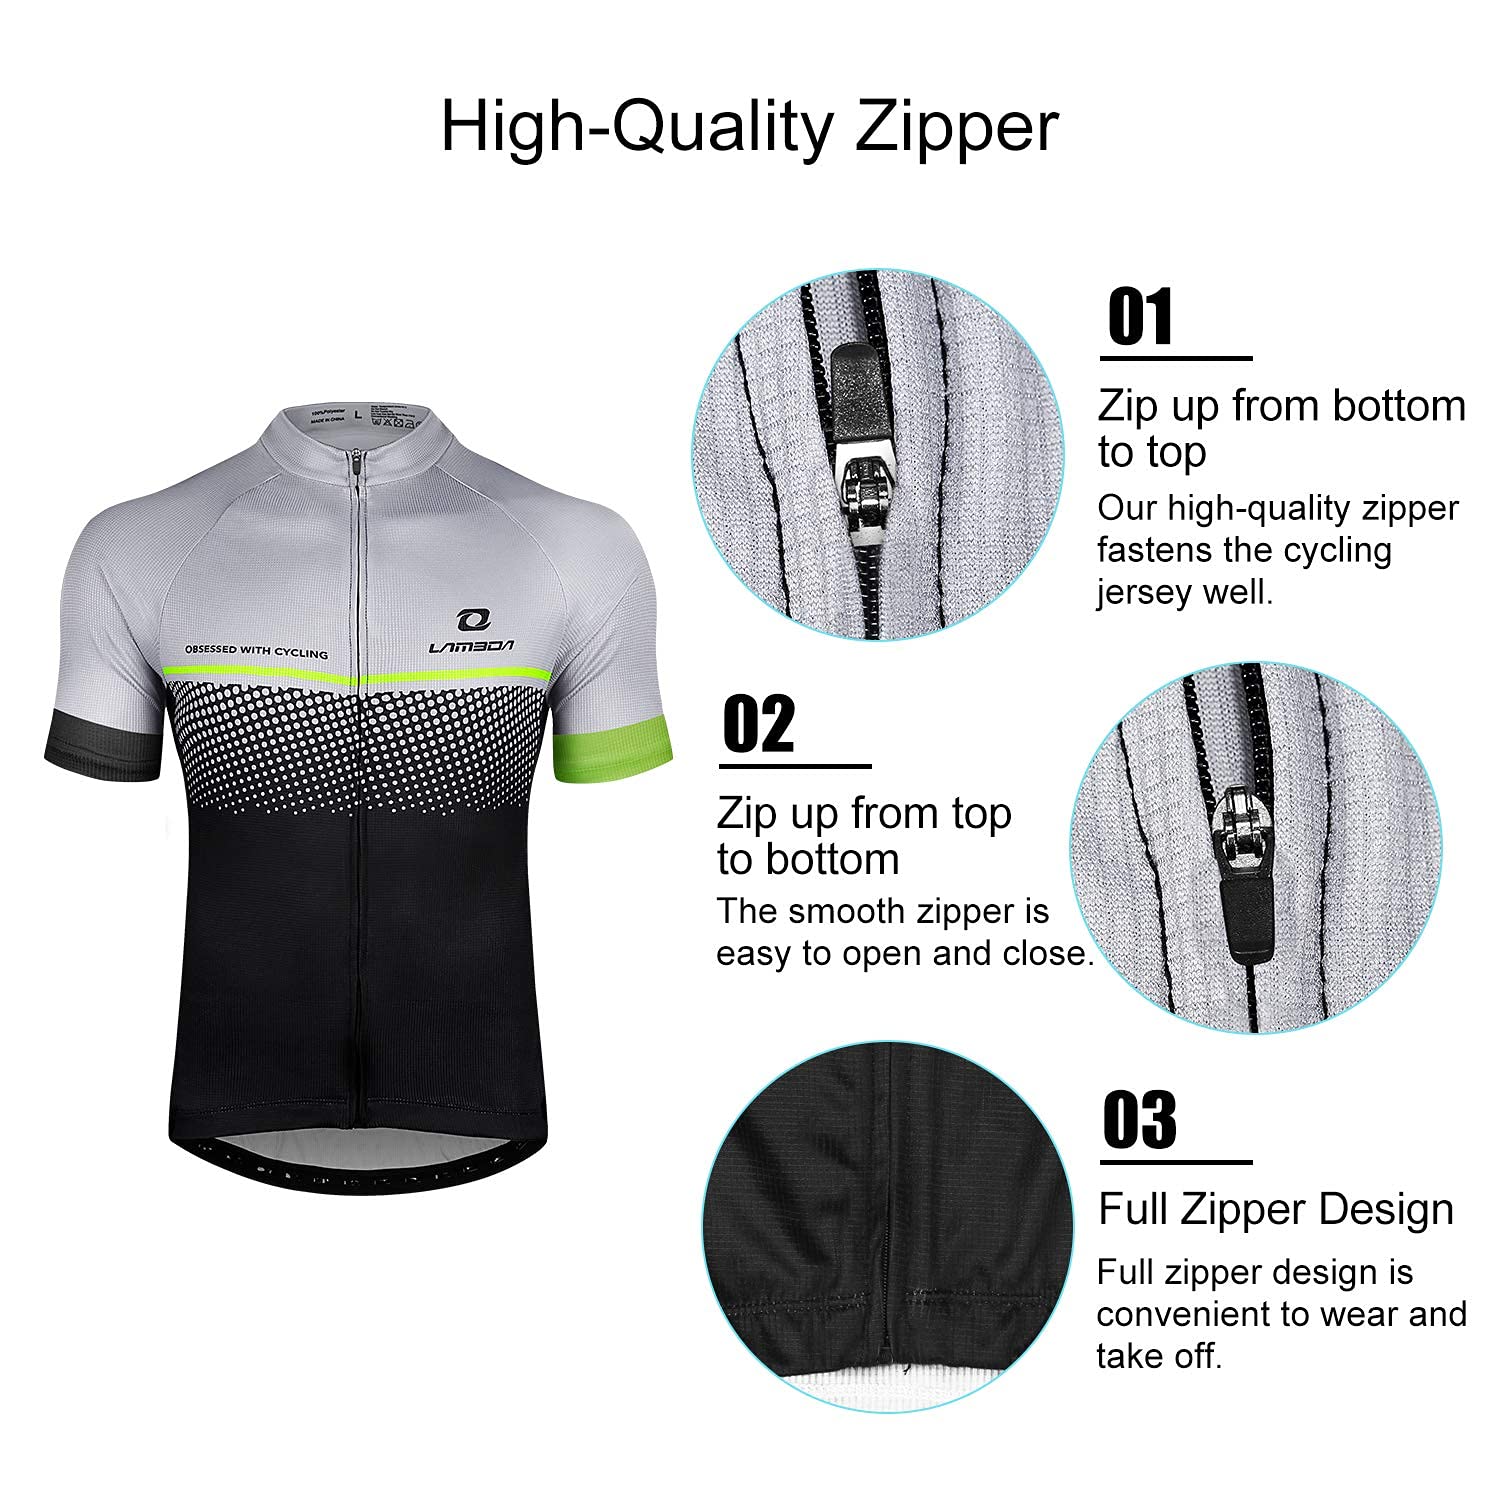 High-Quality Zipper
01
Zip up from bottom
to top
Our high-quality zipper
fastens the cycling
jersey well.
02
Zip up from top
to bottom
The smooth zipper is
easy to open and close.
03
Full Zipper Design
Full zipper design is
convenient to wear and
take off.
100%Polyester
MADE IN CHINA
L
OBSESSED WITH CYCLING
LAMBDA